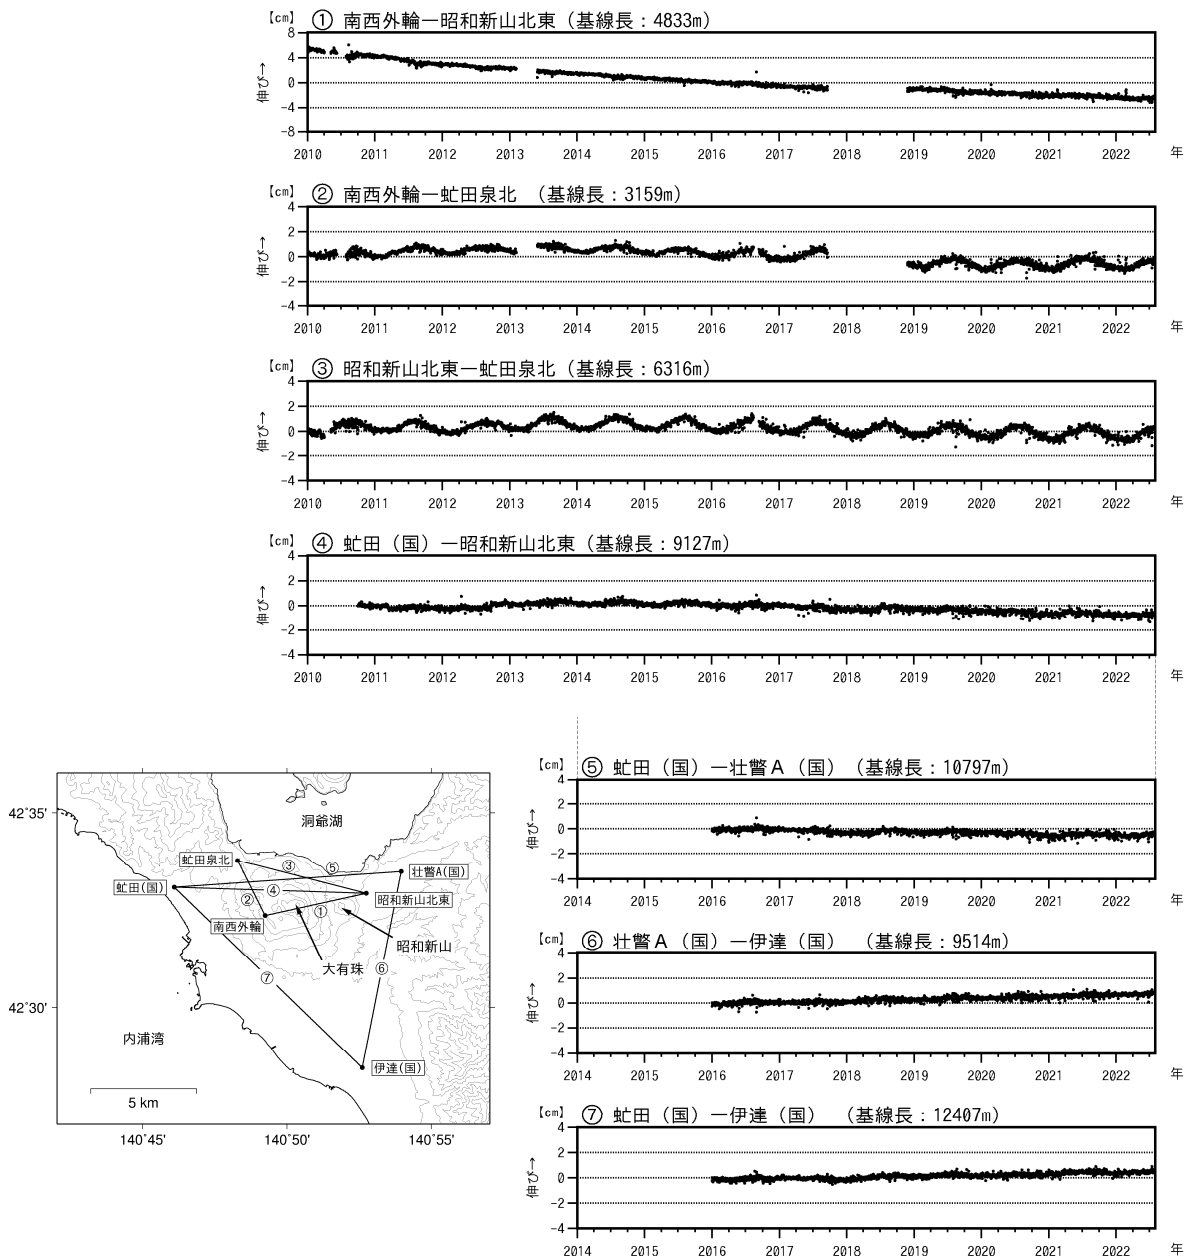 [cm] ① 南西外輪ー昭和新山北東（基線長：4833m）
8
4
0
-4
-8
伸び→
2010 2011 2012 2013 2014 2015 2016 2017 2018 2019 2020 2021 2022 年
[cm] ② 南西外輪ー虻田泉北 （基線長：3159m）
4
2
0
-2
-4
伸び→
2010 2011 2012 2013 2014 2015 2016 2017 2018 2019 2020 2021 2022 年
[cm] ③ 昭和新山北東ー虻田泉北（基線長：6316m）
4
2
0
-2
-4
伸び→
2010 2011 2012 2013 2014 2015 2016 2017 2018 2019 2020 2021 2022 年
[cm] ④ 虻田（国）ー昭和新山北東（基線長：9127m）
4
2
0
-2
-4
伸び→
2010 2011 2012 2013 2014 2015 2016 2017 2018 2019 2020 2021 2022 年
[cm] ⑤ 虻田（国）ー壮瞥A（国）（基線長：10797m）
4
2
0
-2
-4
伸び→
2014 2015 2016 2017 2018 2019 2020 2021 2022 年
[cm] ⑥ 壮瞥A（国）ー伊達（国） （基線長：9514m）
4
2
0
-2
-4
伸び→
2014 2015 2016 2017 2018 2019 2020 2021 2022 年
[cm] ⑦ 虻田（国）ー伊達（国） （基線長：12407m）
4
2
0
-2
-4
伸び→
2014 2015 2016 2017 2018 2019 2020 2021 2022 年
42˚35'
42˚30'
洞爺湖
虻田泉北
③
⑤
壮瞥A(国)
虻田(国)
④
②
昭和新山北東
①
南西外輪
昭和新山
大有珠
⑥
⑦
内浦湾
伊達(国)
5 km
140˚45' 140˚50' 140˚55'